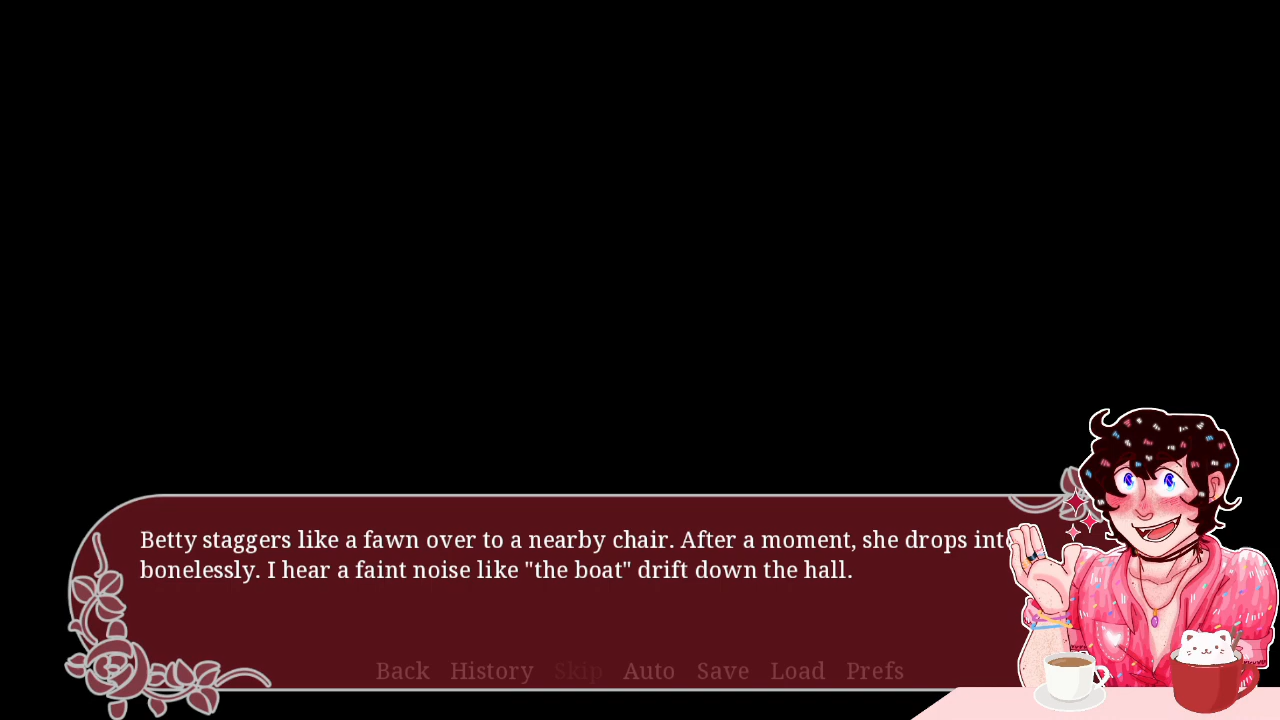 Betty staggers like a fawn over to a nearby chair. After a moment, she drops into
bonelessly. I hear a faint noise like "the boat" drift down the hall.
Back History Skip Auto Save Load Prefs